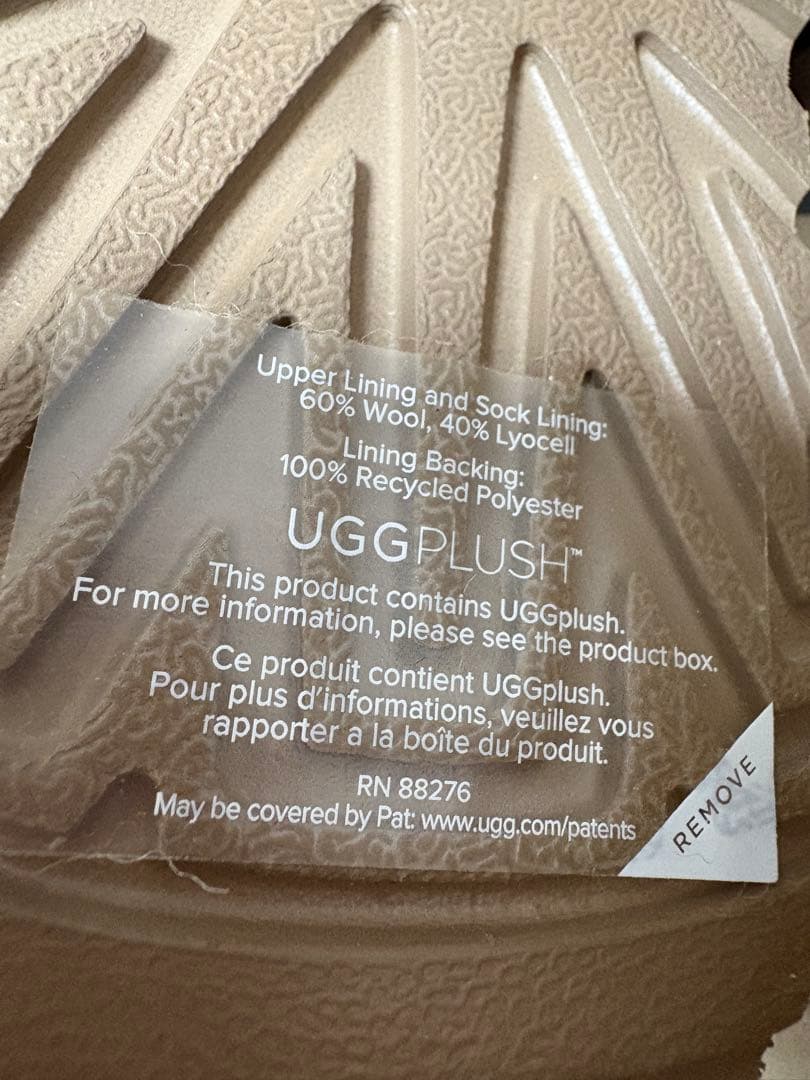 Upper Lining and Sock Lining:
60% Wool, 40% Lyocell
Lining Backing:
100% Recycled Polyester
UGGPLUSH™
This product contains UGGplush.
For more information, please see the product box.
Ce produit contient UGGplush.
Pour plus d'informations, veuillez vous
rapporter a la boîte du produit.
RN 88276
May be covered by Pat: www.ugg.com/patents
REMOVE